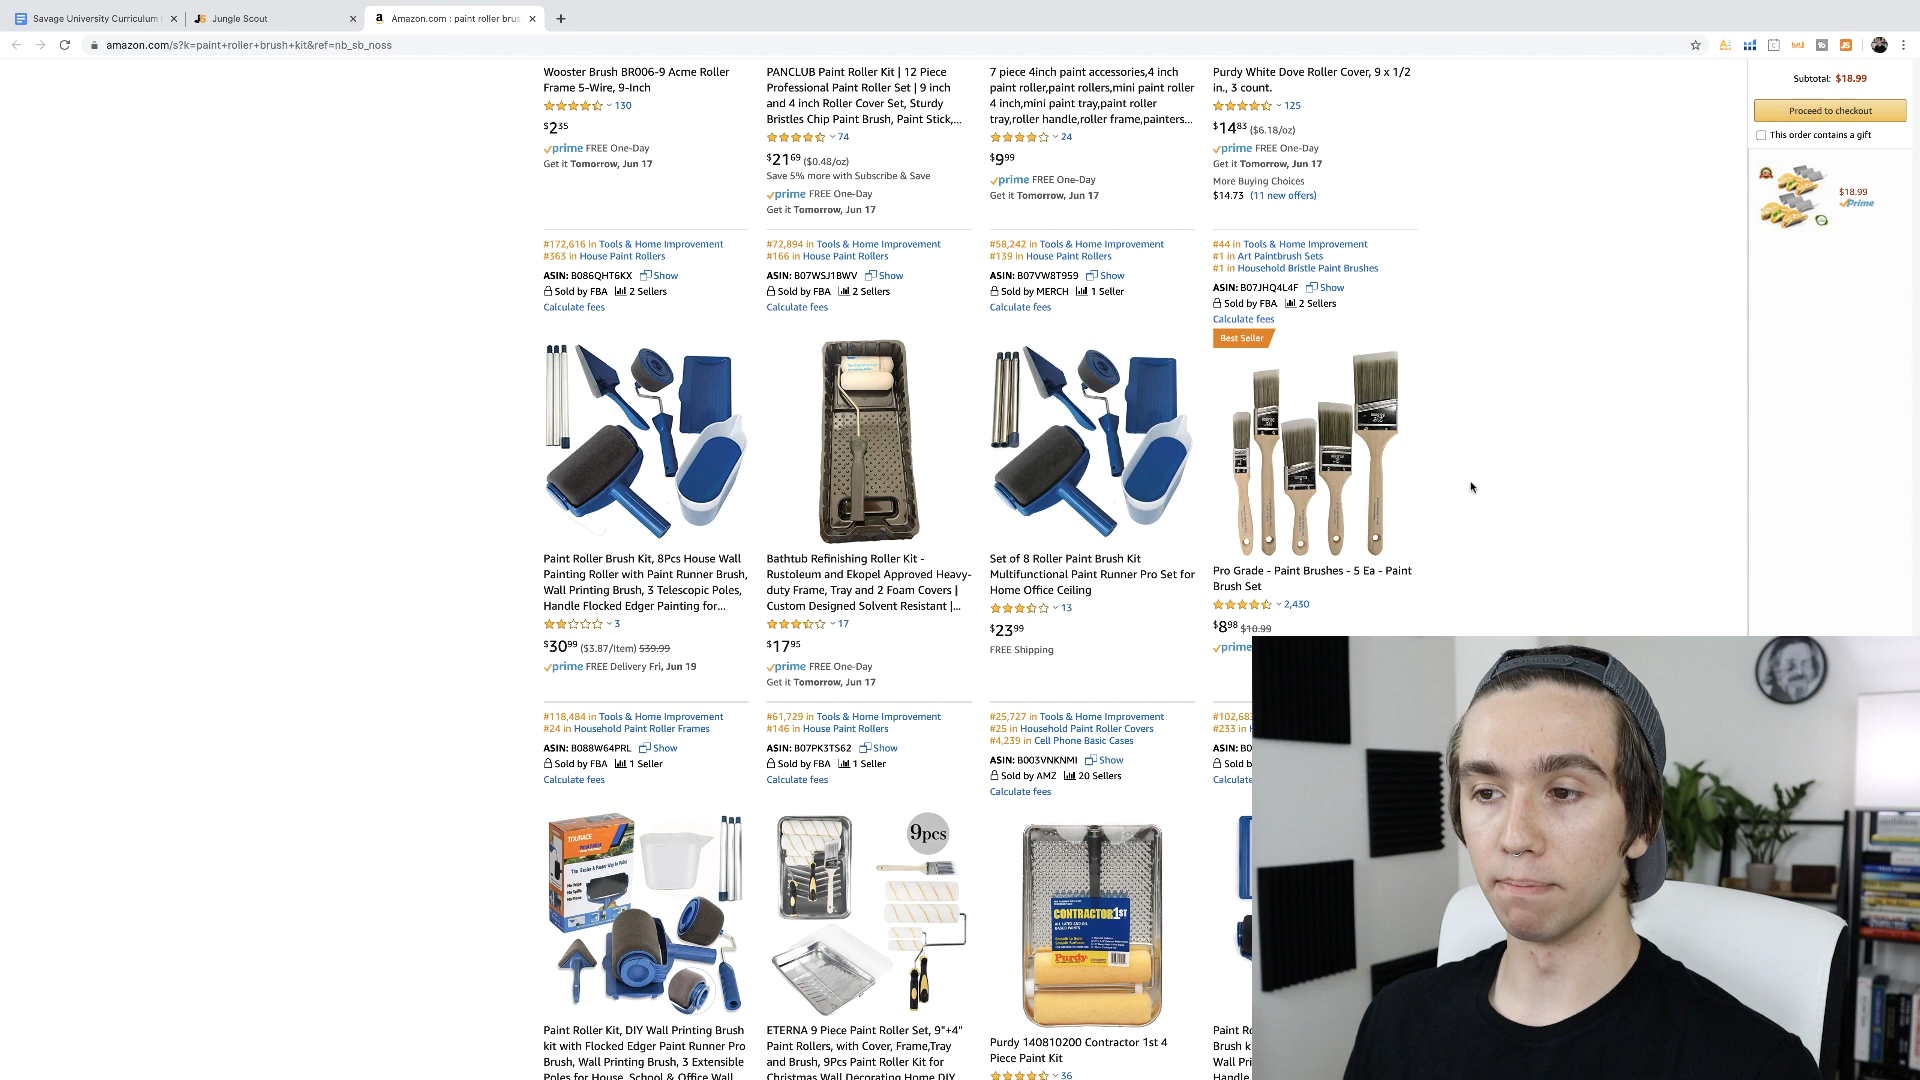 Savage University Curriculum
Jungle Scout
Amazon.com : paint roller brus
amazon.com/s?k=paint+roller+brush+kit&ref=nb_sb_noss
Wooster Brush BR006-9 Acme Roller
Frame 5-Wire, 9-Inch
130
$235
prime FREE One-Day
Get it Tomorrow, Jun 17
PANCLUB Paint Roller Kit | 12 Piece
Professional Paint Roller Set | 9 inch
and 4 inch Roller Cover Set, Sturdy
Bristles Chip Paint Brush, Paint Stick,...
74
$2169 ($0.48/oz)
Save 5% more with Subscribe & Save
prime FREE One-Day
Get it Tomorrow, Jun 17
7 piece 4inch paint accessories,4 inch
paint roller,paint rollers,mini paint roller
4 inch,mini paint tray,paint roller
tray,roller handle,roller frame,painters...
24
$999
prime FREE One-Day
Get it Tomorrow, Jun 17
Purdy White Dove Roller Cover, 9 x 1/2
in., 3 count.
125
$1483 ($6.18/oz)
prime FREE One-Day
Get it Tomorrow, Jun 17
More Buying Choices
$14.73 (11 new offers)
Subtotal: $18.99
Proceed to checkout
This order contains a gift
$18.99
Prime
#172,616 in Tools & Home Improvement
#363 in House Paint Rollers
ASIN: B086QHT6KX Show
Sold by FBA 2 Sellers
Calculate fees
#72,894 in Tools & Home Improvement
#166 in House Paint Rollers
ASIN: B07WSJ1BWV Show
Sold by FBA 2 Sellers
Calculate fees
#58,242 in Tools & Home Improvement
#139 in House Paint Rollers
ASIN: B07VW8T959 Show
Sold by MERCH 1 Seller
Calculate fees
#44 in Tools & Home Improvement
#1 in Art Paintbrush Sets
#1 in Household Bristle Paint Brushes
ASIN: B07JHQ4L4F Show
Sold by FBA 2 Sellers
Calculate fees
Best Seller
Paint Roller Brush Kit, 8Pcs House Wall
Painting Roller with Paint Runner Brush,
Wall Printing Brush, 3 Telescopic Poles,
Handle Flocked Edger Painting for...
3
$3099 ($3.87/Item) $39.99
prime FREE Delivery Fri, Jun 19
Bathtub Refinishing Roller Kit -
Rustoleum and Ekopel Approved Heavy-
duty Frame, Tray and 2 Foam Covers |
Custom Designed Solvent Resistant |...
17
$1795
prime FREE One-Day
Get it Tomorrow, Jun 17
Set of 8 Roller Paint Brush Kit
Multifunctional Paint Runner Pro Set for
Home Office Ceiling
13
$2399
FREE Shipping
Pro Grade - Paint Brushes - 5 Ea - Paint
Brush Set
2,430
$898 $10.99
prime
#118,484 in Tools & Home Improvement
#24 in Household Paint Roller Frames
ASIN: B088W64PRL Show
Sold by FBA 1 Seller
Calculate fees
#61,729 in Tools & Home Improvement
#146 in House Paint Rollers
ASIN: B07PK3TS62 Show
Sold by FBA 1 Seller
Calculate fees
#25,727 in Tools & Home Improvement
#25 in Household Paint Roller Covers
#4,239 in Cell Phone Basic Cases
ASIN: B003VNKNMI Show
Sold by AMZ 20 Sellers
Calculate fees
#102,683
#233 in
ASIN: B0
Sold b
Calcula
TOURACE
9pcs
CONTRACTOR 1ST
Purdy
Paint Roller Kit, DIY Wall Printing Brush
kit with Flocked Edger Paint Runner Pro
Brush, Wall Printing Brush, 3 Extensible
Poles for House, School & Office Wall
ETERNA 9 Piece Paint Roller Set, 9"+4"
Paint Rollers, with Cover, Frame,Tray
and Brush, 9Pcs Paint Roller Kit for
Christmas Wall Decorating Home DIY
Purdy 140810200 Contractor 1st 4
Piece Paint Kit
36
Paint Ro
Brush k
Wall Pri
Handle